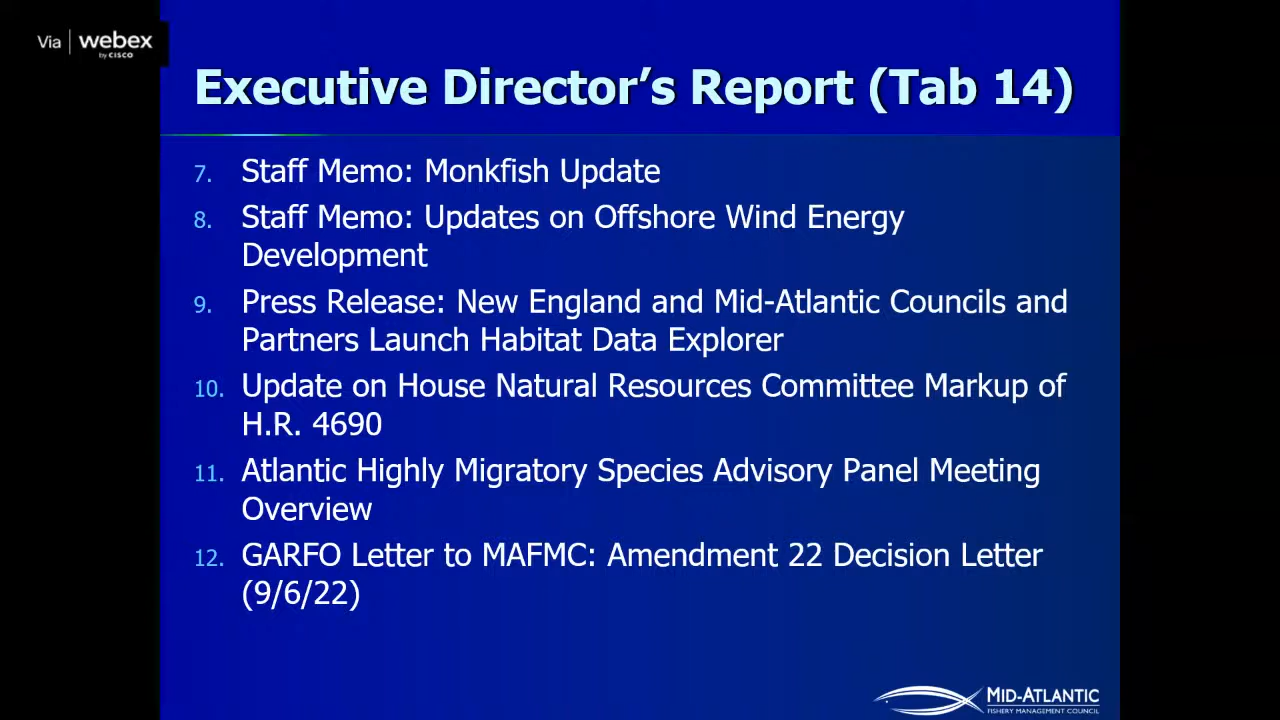 Via webex
by CISCO
Executive Director’s Report (Tab 14)
7. Staff Memo: Monkfish Update
8. Staff Memo: Updates on Offshore Wind Energy
Development
9. Press Release: New England and Mid-Atlantic Councils and
Partners Launch Habitat Data Explorer
10. Update on House Natural Resources Committee Markup of
H.R. 4690
11. Atlantic Highly Migratory Species Advisory Panel Meeting
Overview
12. GARFO Letter to MAFMC: Amendment 22 Decision Letter
(9/6/22)
MID-ATLANTIC
FISHERY MANAGEMENT COUNCIL